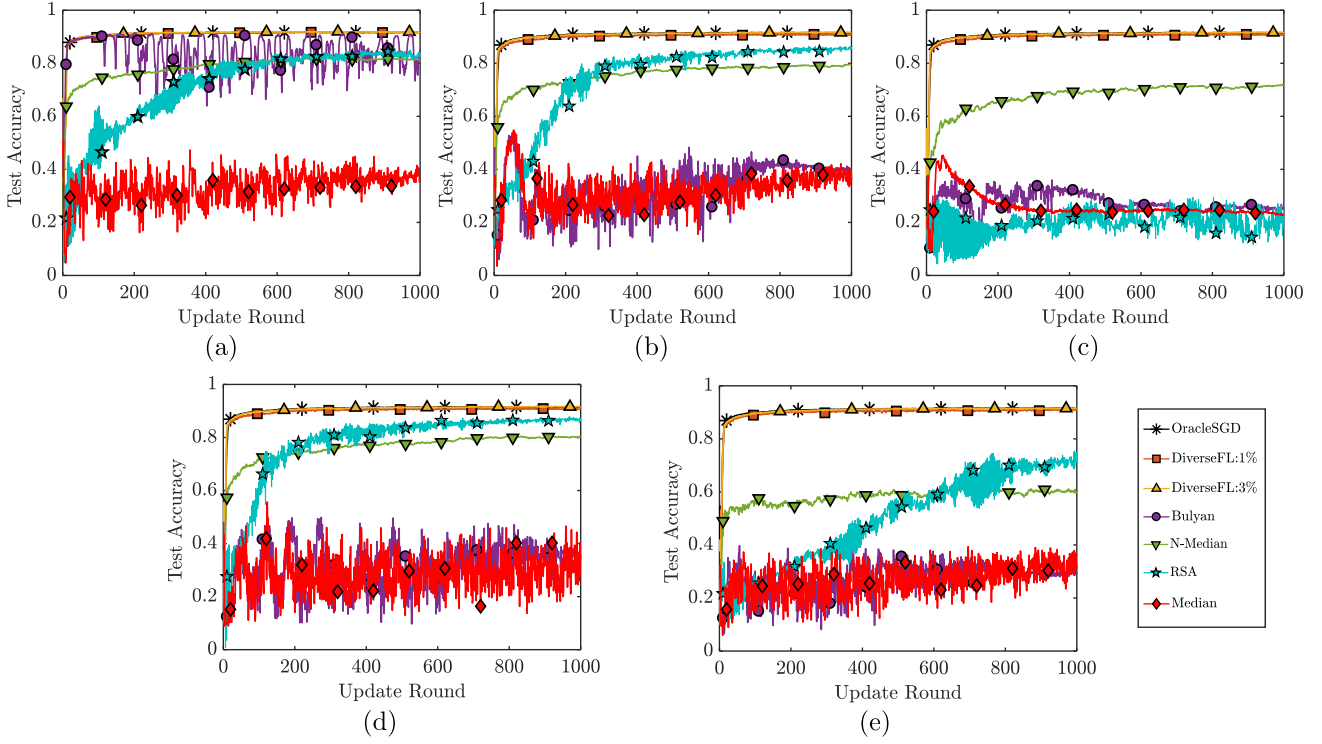 1
0.8
0.6
0.4
0.2
0
Test Accuracy
0 200 400 600 800 1000
Update Round
(a)
1
0.8
0.6
0.4
0.2
0
Test Accuracy
0 200 400 600 800 1000
Update Round
(b)
1
0.8
0.6
0.4
0.2
0
Test Accuracy
0 200 400 600 800 1000
Update Round
(c)
1
0.8
0.6
0.4
0.2
0
Test Accuracy
0 200 400 600 800 1000
Update Round
(d)
1
0.8
0.6
0.4
0.2
0
Test Accuracy
0 200 400 600 800 1000
Update Round
(e)
OracleSGD
DiverseFL:1%
DiverseFL:3%
Bulyan
N-Median
RSA
Median